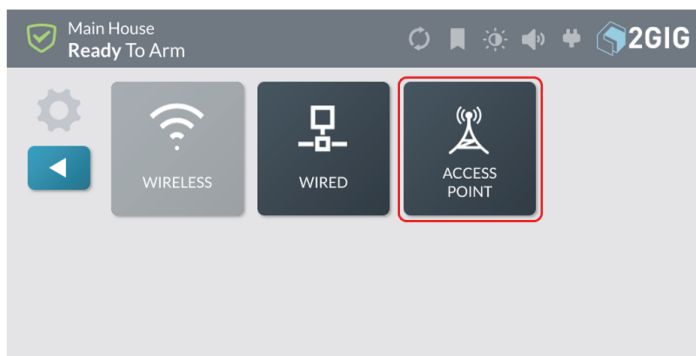 Main House
Ready To Arm
2GIG
WIRELESS
WIRED
ACCESS
POINT